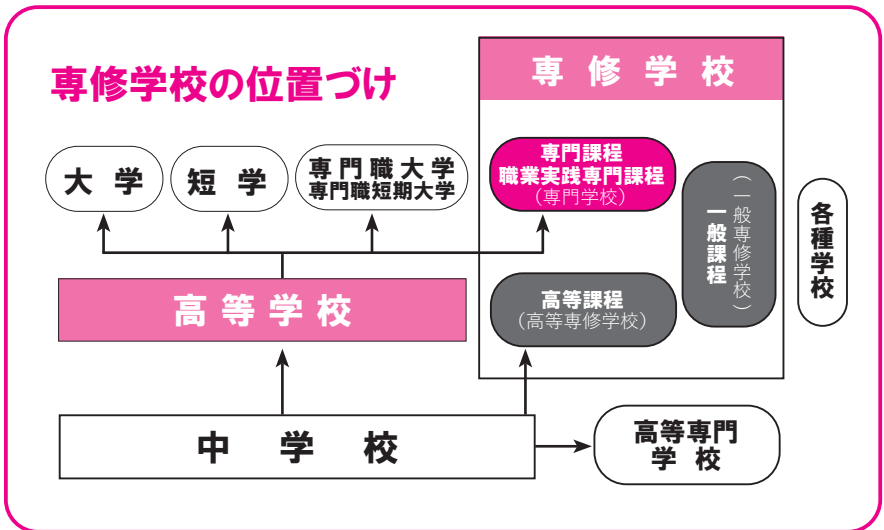 専修学校の位置づけ
専修学校
大学
短学
専門職大学
専門職短期大学
専門課程
職業実践専門課程
(専門学校)
一般課程
(一般専修学校)
各種学校
高等学校
高等課程
(高等専修学校)
中学校
高等専門
学校